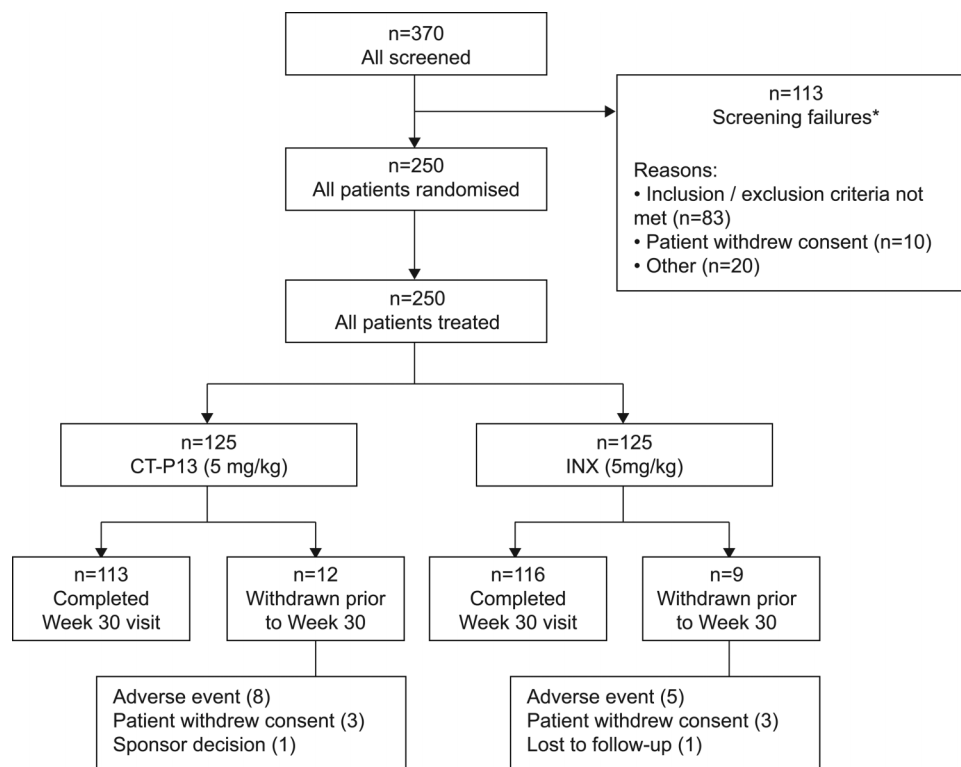 n=370
All screened
n=113
Screening failures*
Reasons:
• Inclusion / exclusion criteria not
met (n=83)
• Patient withdrew consent (n=10)
• Other (n=20)
n=250
All patients randomised
n=250
All patients treated
n=125
CT-P13 (5 mg/kg)
n=125
INX (5mg/kg)
n=113
Completed
Week 30 visit
n=12
Withdrawn prior
to Week 30
n=116
Completed
Week 30 visit
n=9
Withdrawn prior
to Week 30
Adverse event (8)
Patient withdrew consent (3)
Sponsor decision (1)
Adverse event (5)
Patient withdrew consent (3)
Lost to follow-up (1)